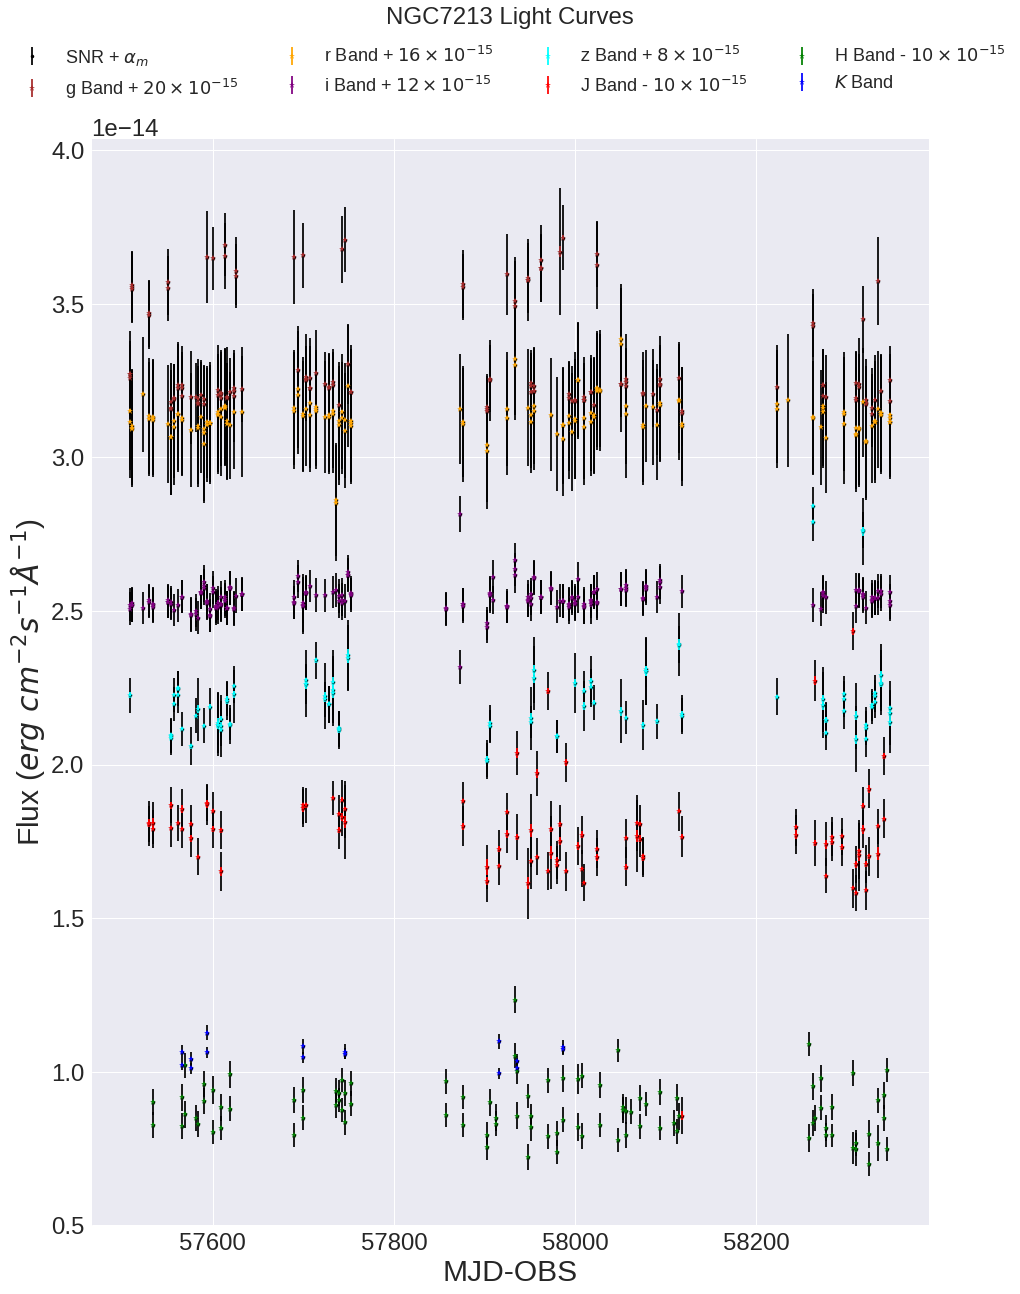 NGC7213 Light Curves
SNR + αₘ
r Band + 16 × 10⁻¹⁵
z Band + 8 × 10⁻¹⁵
H Band - 10 × 10⁻¹⁵
g Band + 20 × 10⁻¹⁵
i Band + 12 × 10⁻¹⁵
J Band - 10 × 10⁻¹⁵
K Band
1e−14
4.0
3.5
3.0
2.5
2.0
1.5
1.0
0.5
Flux (erg cm⁻²s⁻¹Å⁻¹)
57600
57800
58000
58200
MJD-OBS